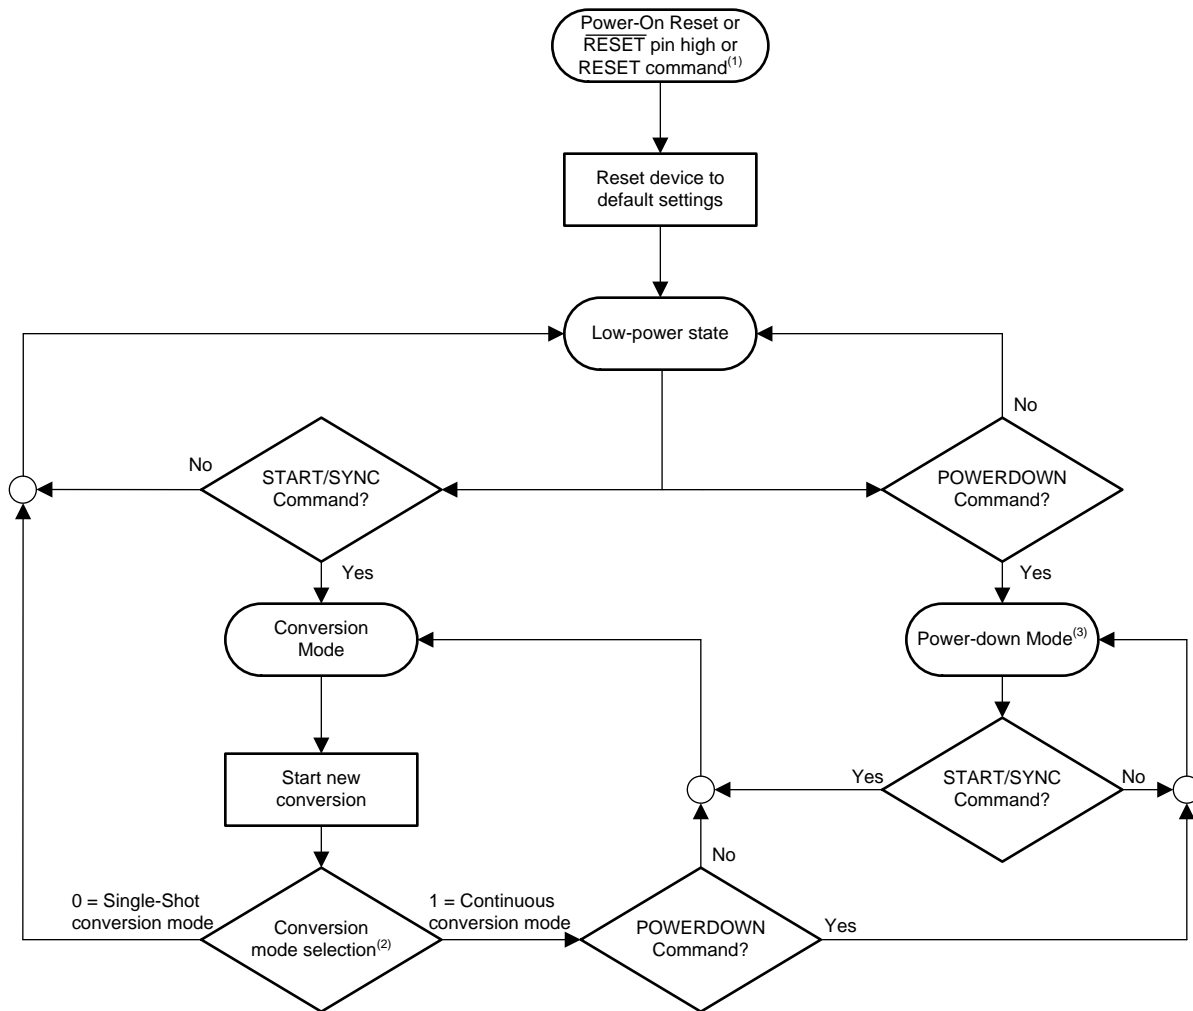 Power-On Reset or
RESET pin high or
RESET command(1)
Reset device to
default settings
Low-power state
No
No
START/SYNC
Command?
POWERDOWN
Command?
Yes
Yes
Conversion
Mode
Power-down Mode(3)
Start new
conversion
Yes
START/SYNC
Command?
No
No
0 = Single-Shot
conversion mode
Conversion
mode selection(2)
1 = Continuous
conversion mode
POWERDOWN
Command?
Yes